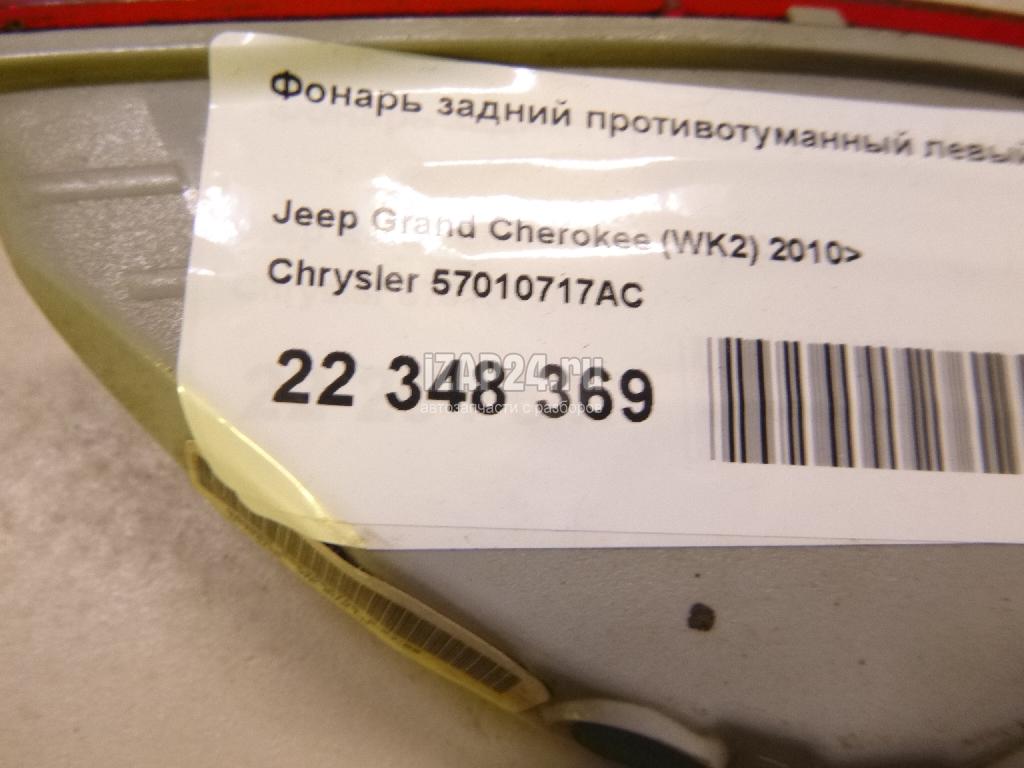 Фонарь задний противотуманный левый
Jeep Grand Cherokee (WK2) 2010>
Chrysler 57010717AC
22 348 369
iZAP24.ru
автозапчасти с разборов